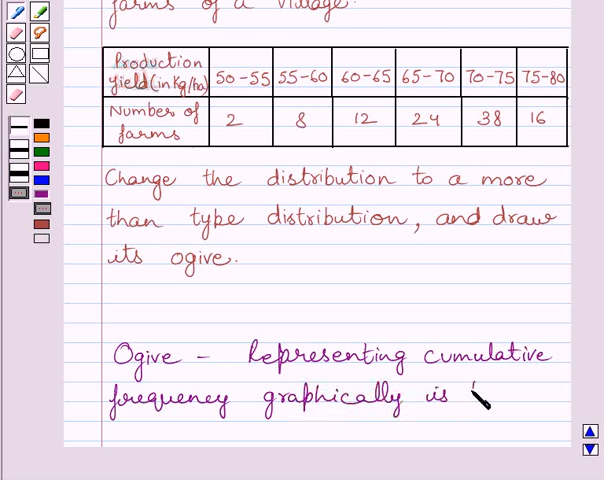 farms of a village.
Production yield (in Kg/ha) 50-55 55-60 60-65 65-70 70-75 75-80
Number of farms 2 8 12 24 38 16
Change the distribution to a more
than type distribution, and draw
its ogive.
Ogive - Representing cumulative
frequency graphically is